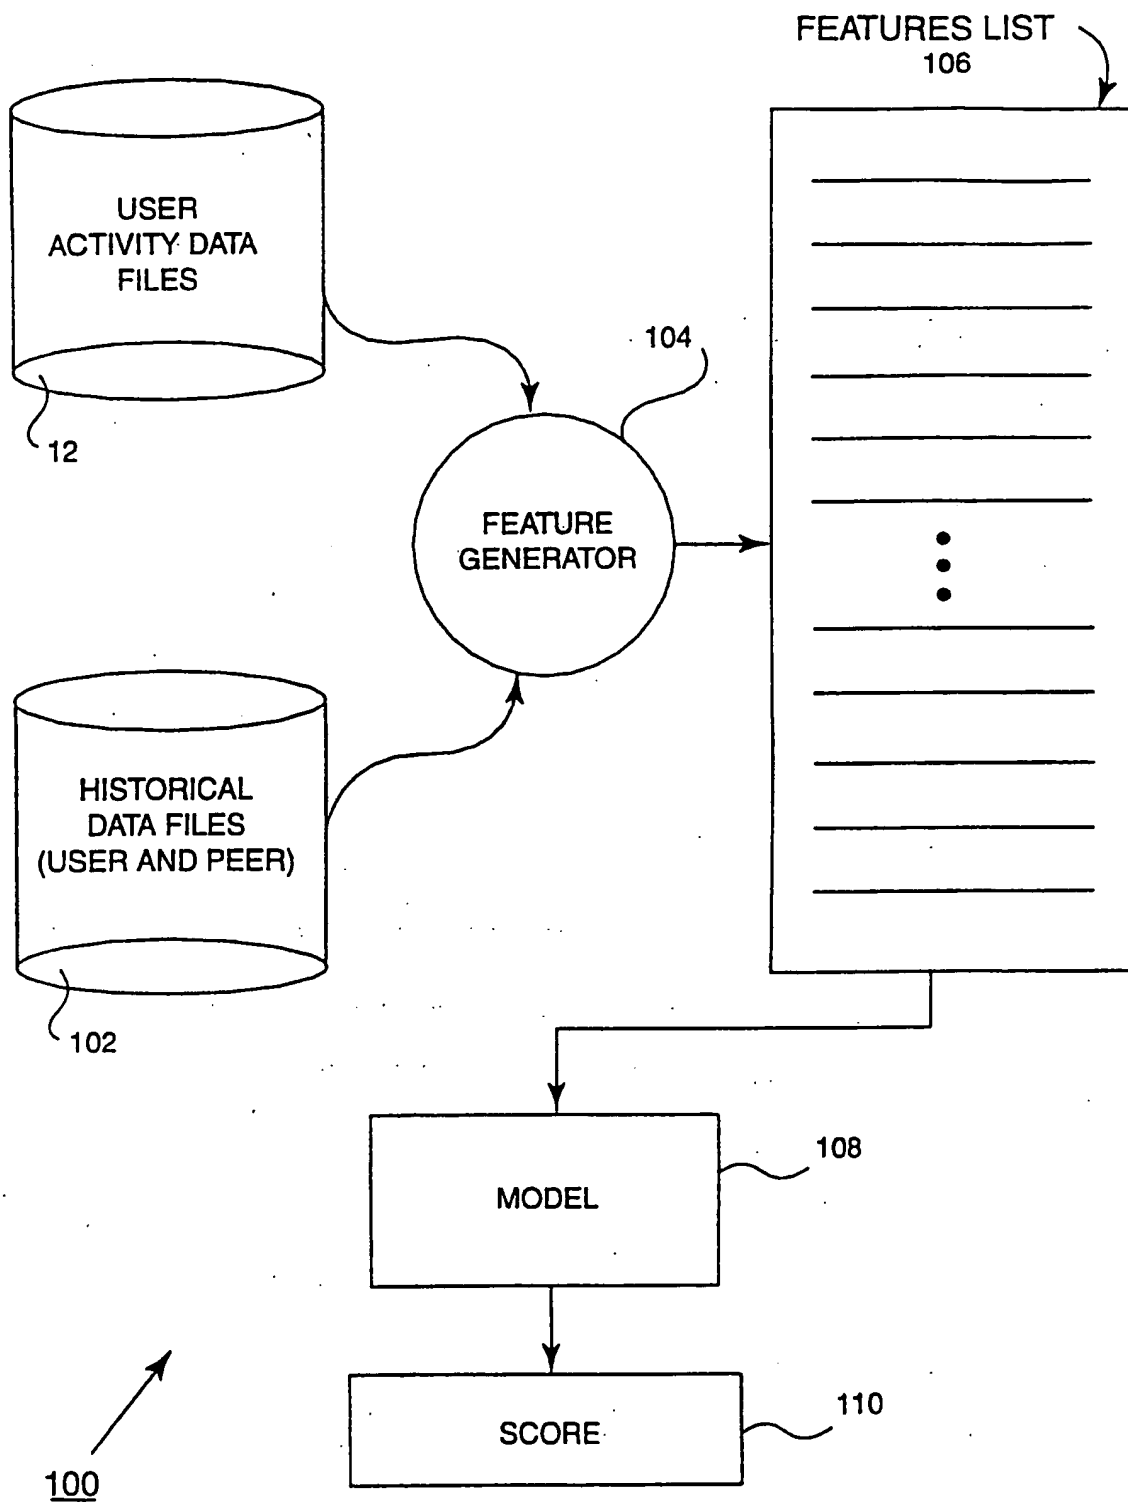 FEATURES LIST
106
USER
ACTIVITY DATA
FILES
12
104
FEATURE
GENERATOR
HISTORICAL
DATA FILES
(USER AND PEER)
102
108
MODEL
110
SCORE
100